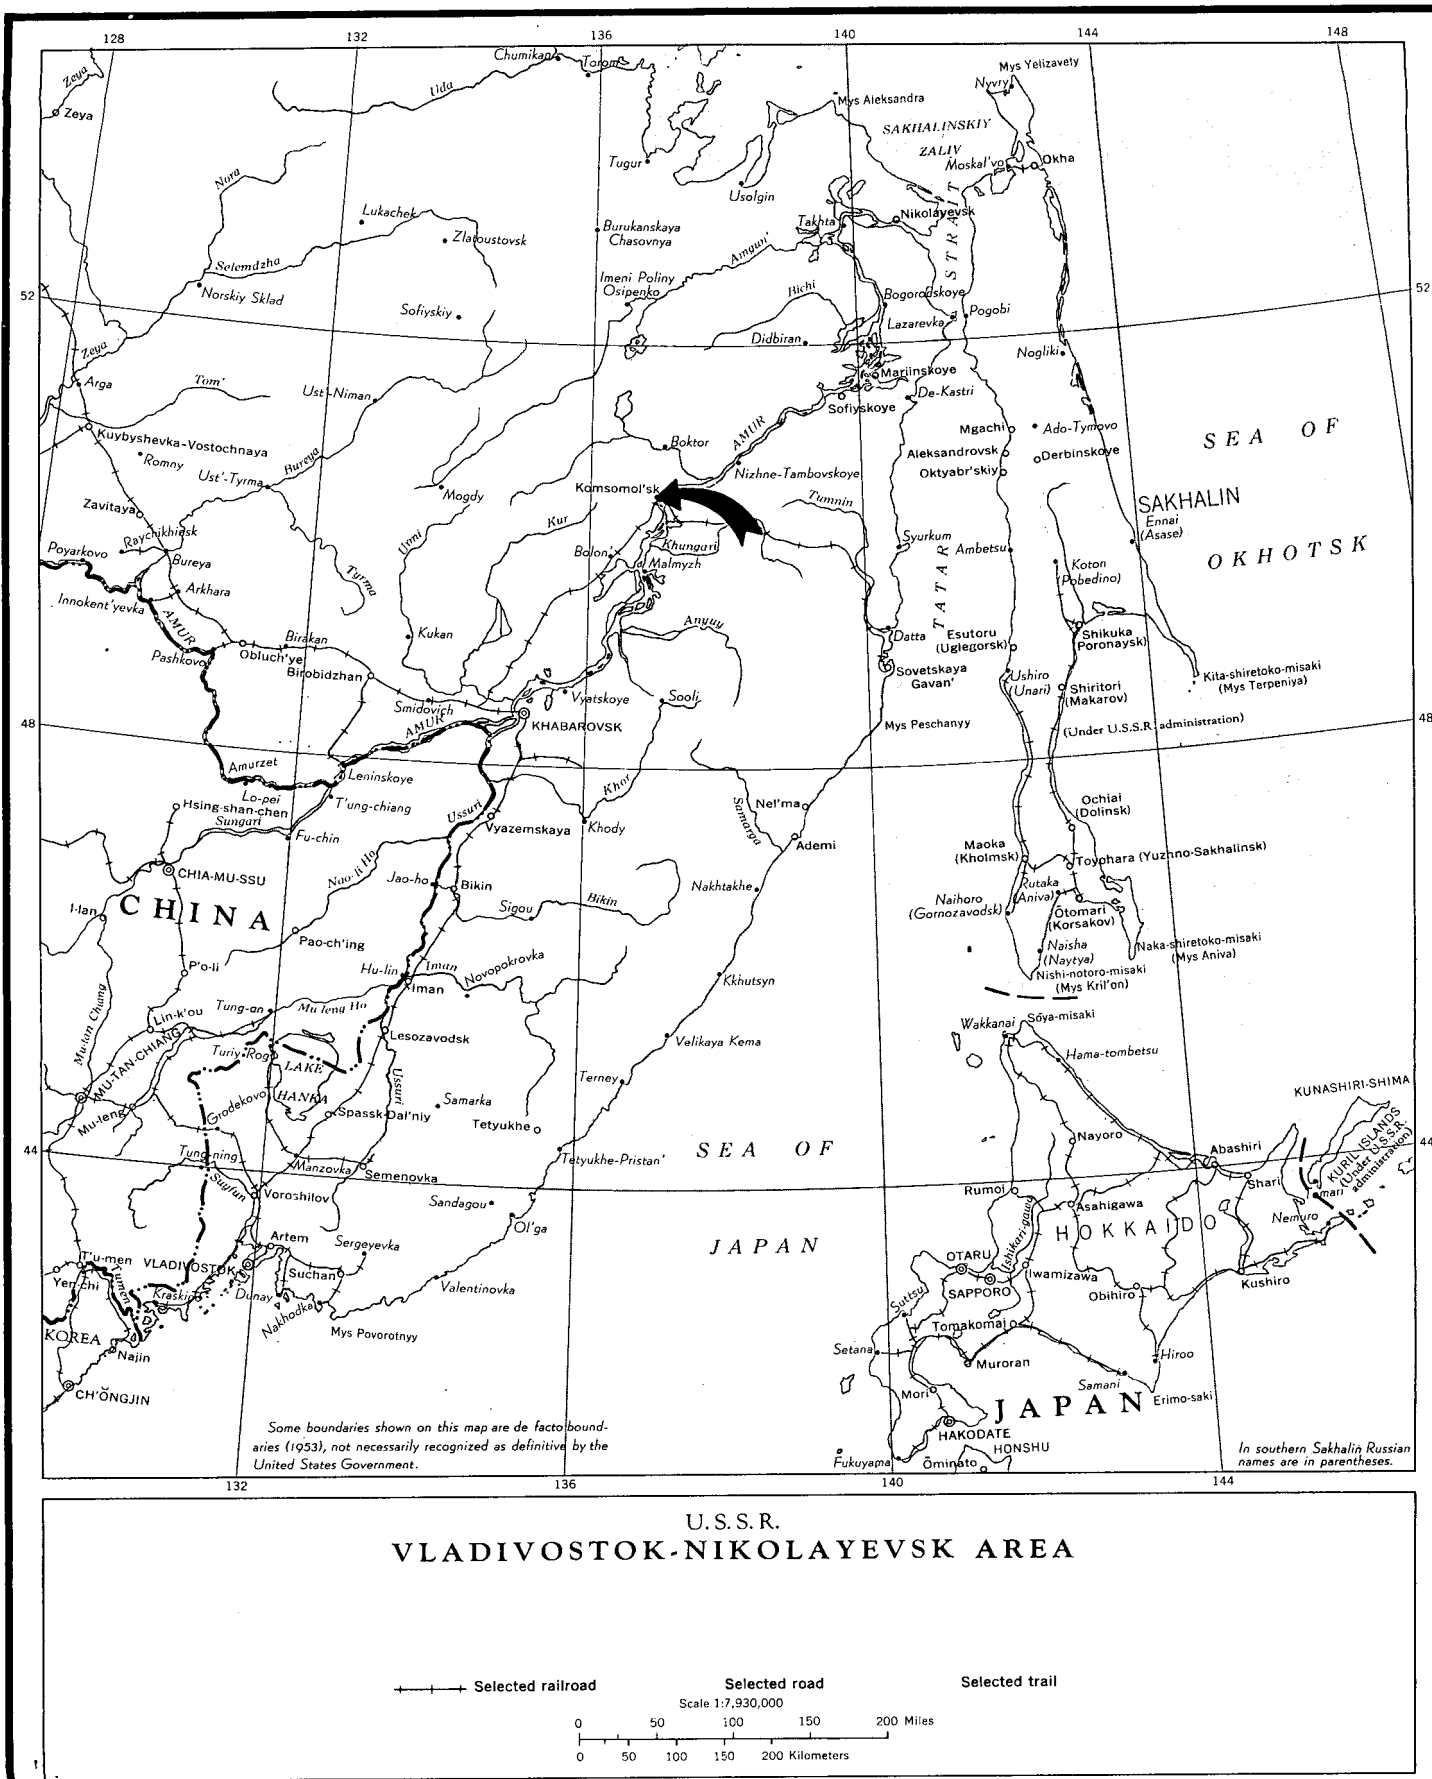 128 132 136 140 144 148
Chumikan
Torom
Mys Yelizavety
Zeya
Uda
Nyvry
Zeya
Mys Aleksandra
SAKHALINSKIY
ZALIV
Tugur
Moskal'vo
Okha
Nora
Usolgin
Lukachek
Takhta
Nikolayevsk
Zlatoustovsk
Burukanskaya
Chasovnya
Amgun'
STRAIT
Selemdzha
Imeni Poliny
Osipenko
Norskiy Sklad
Bichi
Bogorodskoye
52
52
Sofiyskiy
Lazarevka
Pogobi
Didbiran
Nogliki
Zeya
Mariinskoye
Arga
Tom'
Ust'-Niman
De-Kastri
Sofiyskoye
AMUR
Mgachi
Ado-Tymovo
SEA OF
Kuybyshevka-Vostochnaya
Boktor
Aleksandrovsk
Derbinskoye
Romny
Bureya
Nizhne-Tambovskoye
Oktyabr'skiy
Ust'-Tyrma
Mogdy
Komsomol'sk
Tumnin
SAKHALIN
Zavitaya
Kur
Ennai
(Asase)
Raychikhinsk
Urmi
Syurkum
Poyarkovo
Bolon'
Khungari
Ambetsu
OKHOTSK
Bureya
Malmyzh
TATAR
Koton
(Pobedino)
Arkhara
Tyrma
Innokent'yevka
AMUR
Anyuy
Kukan
Datta
Esutoru
(Uglegorsk)
Shikuka
Poronaysk)
Birakan
Pashkovo
Obluch'ye
Birobidzhan
Sovetskaya
Gavan'
Ushiro
(Unari)
Kita-shiretoko-misaki
(Mys Terpeniya)
Vyatskoye
Sooli
Shiritori
(Makarov)
Smidovich
48
AMUR
KHABAROVSK
Mys Peschanyy
(Under U.S.S.R. administration)
48
Amurzet
Leninskoye
Khor
Lo-pei
Hsing-shan-chen
T'ung-chiang
Samarga
Nel'ma
Ochiai
(Dolinsk)
Sungari
Ussuri
Fu-chin
Vyazemskaya
Khody
Ademi
Maoka
(Kholmsk)
Toyohara (Yuzhno-Sakhalinsk)
CHIA-MU-SSU
Nao-li Ho
Jao-ho
Bikin
Nakhtakhe
Rutaka
(Aniva)
Bikin
Naihoro
(Gornozavodsk)
I-lan
CHINA
Sigou
Ōtomari
(Korsakov)
Pao-ch'ing
Naisha
(Naytya)
Naka-shiretoko-misaki
(Mys Aniva)
P'o-li
Hu-lin
Iman
Novopokrovka
Kkhutsyn
Nishi-notoro-misaki
(Mys Kril'on)
Iman
Mu-tan Chiang
Lin-k'ou
Tung-an
Mu-leng Ho
Wakkanai
Sōya-misaki
MU-TAN-CHIANG
Lesozavodsk
Velikaya Kema
Turiy Rog
LAKE
HANKA
Hama-tombetsu
Terney
Ussuri
KUNASHIRI-SHIMA
Mu-leng
Grodekovo
Samarka
Spassk-Dal'niy
Tetyukhe
KURIL ISLANDS
(Under U.S.S.R.
administration)
44
SEA OF
Nayoro
Abashiri
44
Tung-ning
Manzovka
Semenovka
Tetyukhe-Pristan'
Rumoi
Shari
mari
Suyfun
Voroshilov
Sandagou
Asahigawa
Ol'ga
HOKKAIDO
Nemuro
Artem
Sergeyevka
JAPAN
Ishikari-gawa
T'u-men
VLADIVOSTOK
OTARU
Yen-chi
Tumen
Suchan
Iwamizawa
Kushiro
SAPPORO
Obihiro
Kraskino
Dunay
Valentinovka
Suttsu
Nakhodka
KOREA
Mys Povorotnyy
Tomakomai
Najin
Setana
Hiroo
Muroran
Samani
CH'ŎNGJIN
Mori
JAPAN
Erimo-saki
HAKODATE
HONSHU
Fukuyama
Ōminato
Some boundaries shown on this map are de facto bound-
aries (1953), not necessarily recognized as definitive by the
United States Government.
In southern Sakhalin Russian
names are in parentheses.
132 136 140 144
U.S.S.R.
VLADIVOSTOK-NIKOLAYEVSK AREA
Selected railroad Selected road Selected trail
Scale 1:7,930,000
0 50 100 150 200 Miles
0 50 100 150 200 Kilometers